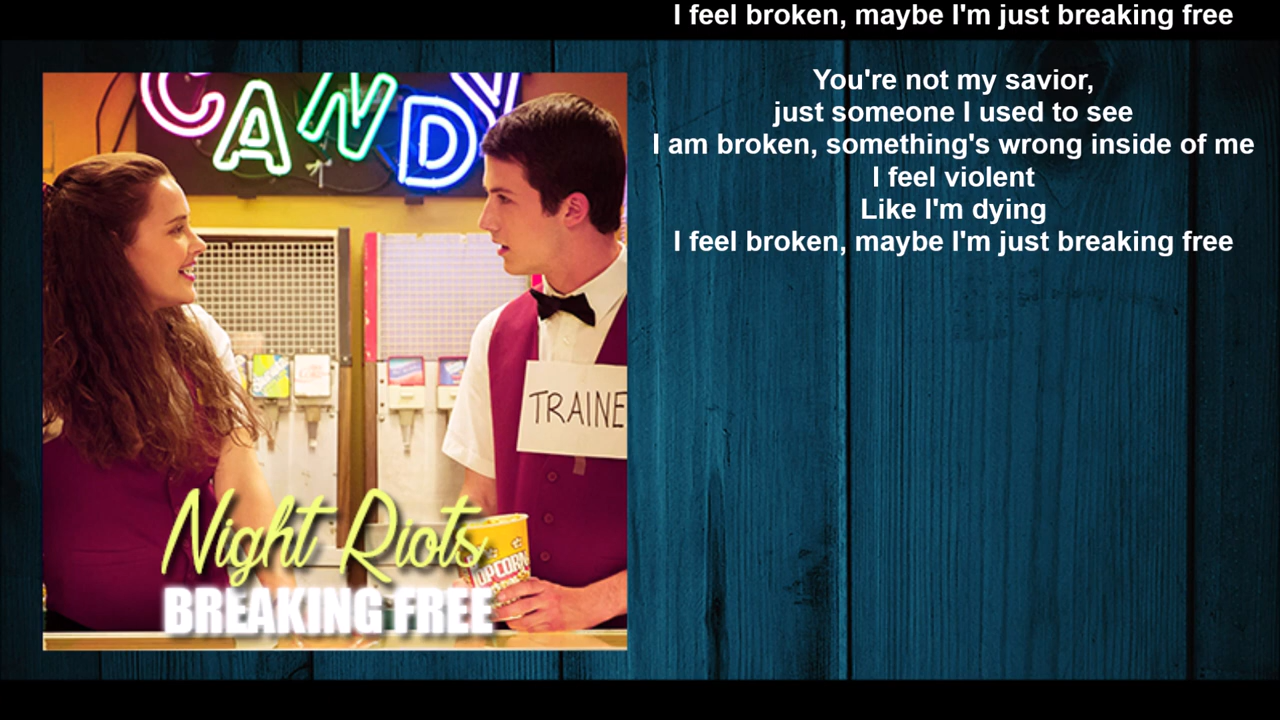 I feel broken, maybe I'm just breaking free
You're not my savior,
just someone I used to see
I am broken, something's wrong inside of me
I feel violent
Like I'm dying
I feel broken, maybe I'm just breaking free
CANDY
TRAINE
Night Riots
POPCORN
BREAKING FREE